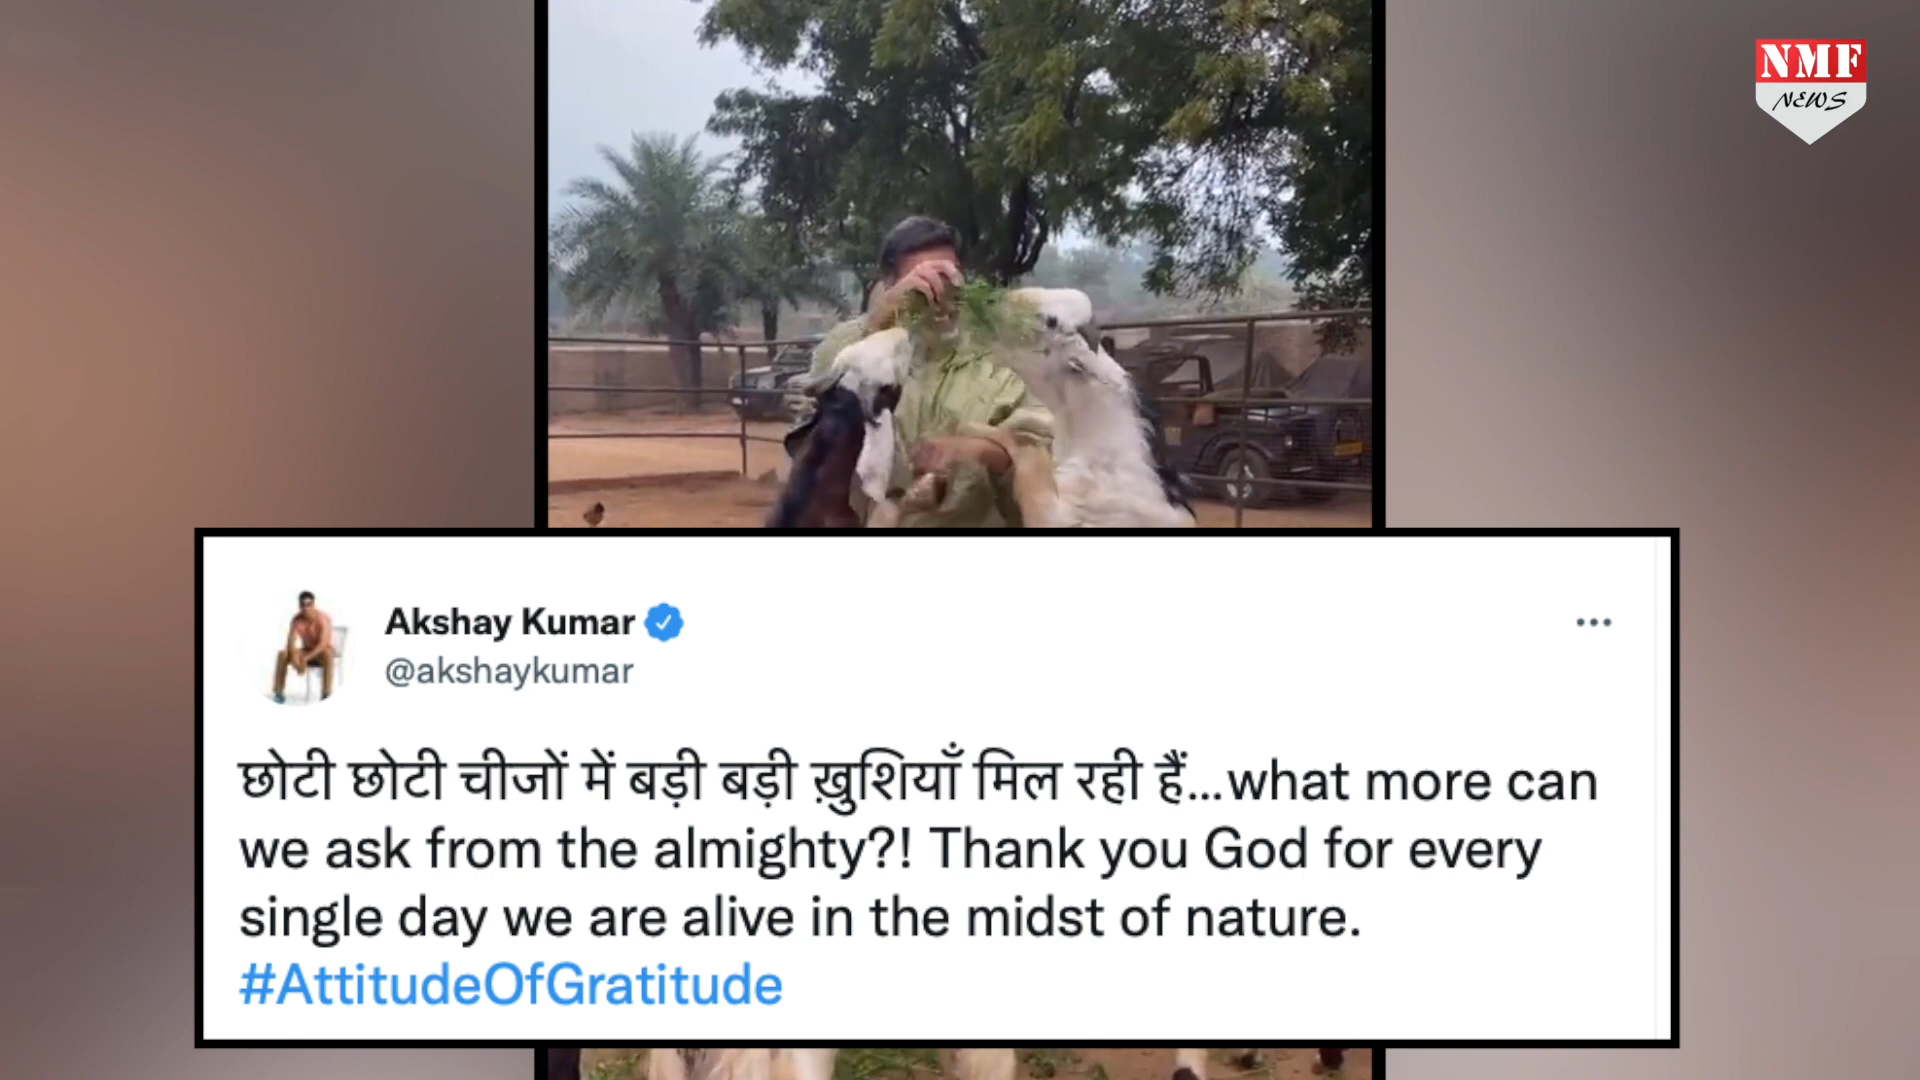 NMF
NEWS
Akshay Kumar
@akshaykumar
छोटी छोटी चीजों में बड़ी बड़ी ख़ुशियाँ मिल रही हैं...what more can
we ask from the almighty?! Thank you God for every
single day we are alive in the midst of nature.
#AttitudeOfGratitude